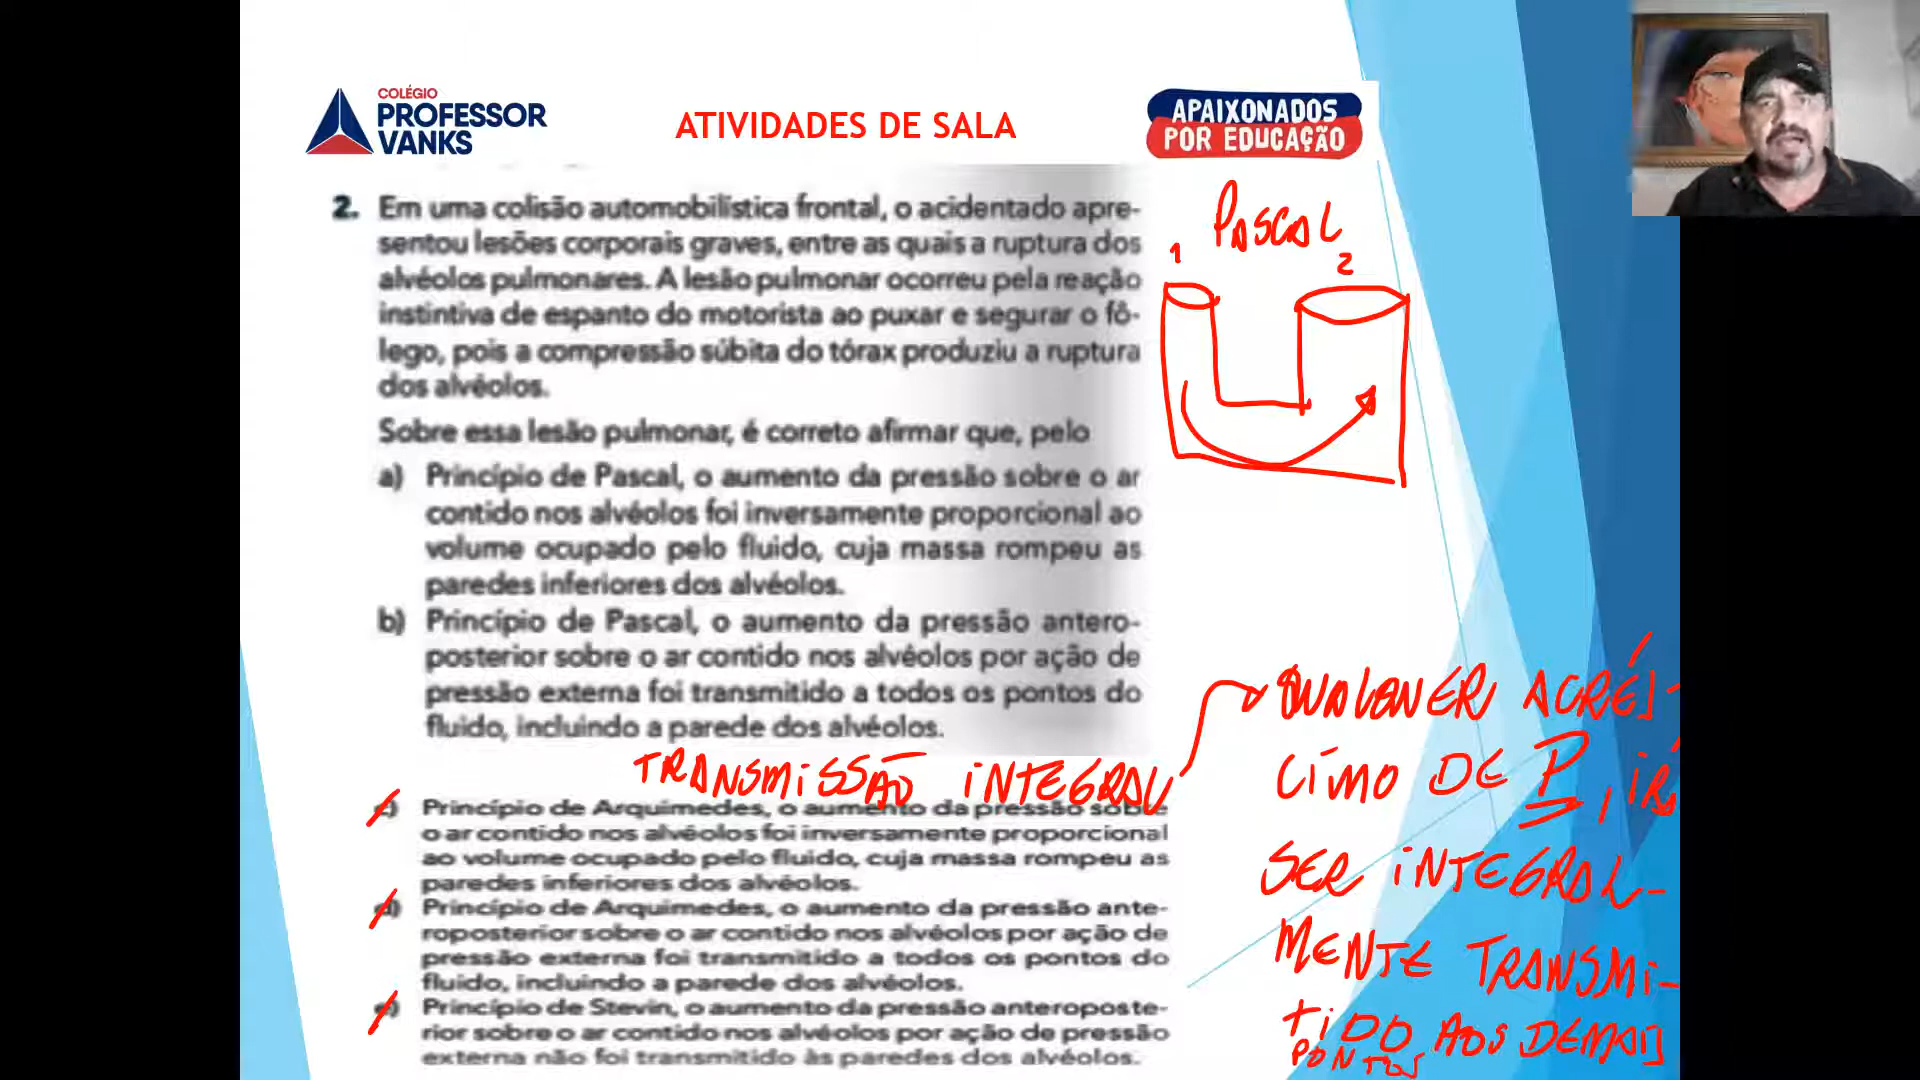 COLÉGIO
PROFESSOR
VANKS
ATIVIDADES DE SALA
APAIXONADOS
POR EDUCAÇÃO
2. Em uma colisão automobilística frontal, o acidentado apre-
sentou lesões corporais graves, entre as quais a ruptura dos
alvéolos pulmonares. A lesão pulmonar ocorreu pela reação
instintiva de espanto do motorista ao puxar e segurar o fô-
lego, pois a compressão súbita do tórax produziu a ruptura
dos alvéolos.
Sobre essa lesão pulmonar, é correto afirmar que, pelo
a) Princípio de Pascal, o aumento da pressão sobre o ar
contido nos alvéolos foi inversamente proporcional ao
volume ocupado pelo fluido, cuja massa rompeu as
paredes inferiores dos alvéolos.
b) Princípio de Pascal, o aumento da pressão antero-
posterior sobre o ar contido nos alvéolos por ação de
pressão externa foi transmitido a todos os pontos do
fluido, incluindo a parede dos alvéolos.
TRANSMISSÃO INTEGRAL
c) Princípio de Arquimedes, o aumento da pressão sobre
o ar contido nos alvéolos foi inversamente proporcional
ao volume ocupado pelo fluido, cuja massa rompeu as
paredes inferiores dos alvéolos.
d) Princípio de Arquimedes, o aumento da pressão ante-
roposterior sobre o ar contido nos alvéolos por ação de
pressão externa foi transmitido a todos os pontos do
fluido, incluindo a parede dos alvéolos.
e) Princípio de Stevin, o aumento da pressão anteroposte-
rior sobre o ar contido nos alvéolos por ação de pressão
externa não foi transmitido às paredes dos alvéolos.
PASCAL
1
2
QUALQUER ACRÉS-
CIMO DE P, IRÁ
SER INTEGRAL-
MENTE TRANSMI-
TIDO AOS DEMAIS
PONTOS